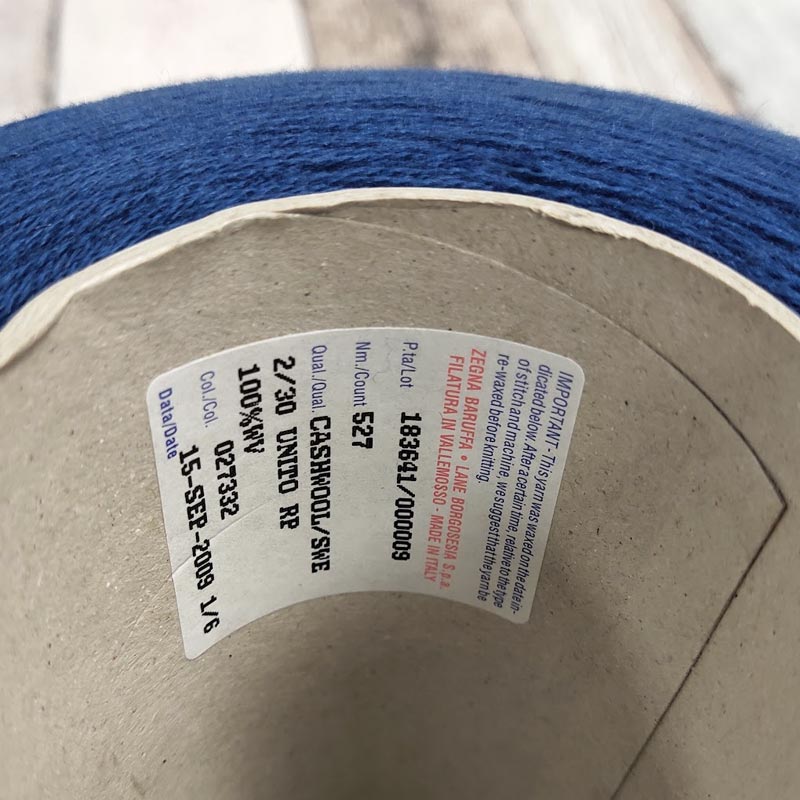 IMPORTANT - This yarn was waxed on the date in-
dicated below. After a certain time, relative to the type
of stitch and machine, we suggest that the yarn be
re-waxed before knitting.
ZEGNA BARUFFA • LANE BORGOSESIA S.p.a.
FILATURA IN VALLEMOSSO - MADE IN ITALY
P.ta/Lot 183641/000009
Nm./Count 527
Qual./Qual. CASHWOOL/SWE
2/30 UNITO RP
100%WV
Col./Col. 027332
Data/Date 15-SEP-2009 1/6